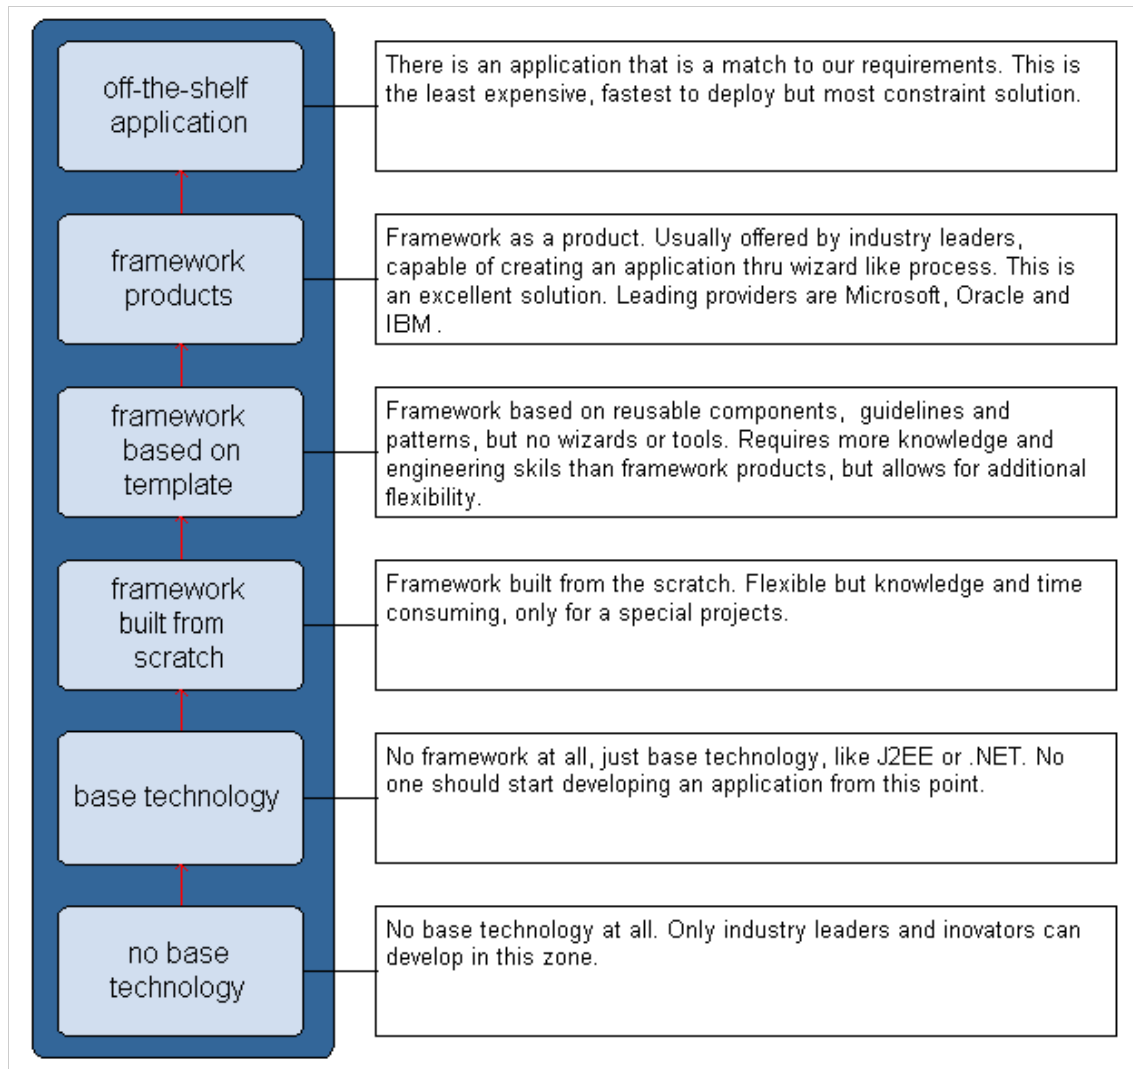 off-the-shelf
application
There is an application that is a match to our requirements. This is
the least expensive, fastest to deploy but most constraint solution.
framework
products
Framework as a product. Usually offered by industry leaders,
capable of creating an application thru wizard like process. This is
an excellent solution. Leading providers are Microsoft, Oracle and
IBM .
framework
based on
template
Framework based on reusable components,  guidelines and
patterns, but no wizards or tools. Requires more knowledge and
engineering skils than framework products, but allows for additional
flexibility.
framework
built from
scratch
Framework built from the scratch. Flexible but knowledge and time
consuming, only for a special projects.
base technology
No framework at all, just base technology, like J2EE or .NET. No
one should start developing an application from this point.
no base
technology
No base technology at all. Only industry leaders and inovators can
develop in this zone.